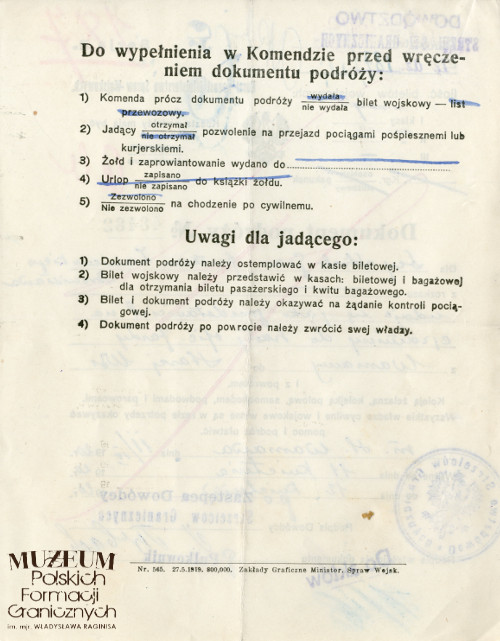 DOWÓDZTWO
Do wypełnienia w Komendzie przed wręcze-
niem dokumentu podróży:
1) Komenda prócz dokumentu podróży wydała / nie wydała bilet wojskowy — list
przewozowy.
2) Jadący otrzymał / nie otrzymał pozwolenie na przejazd pociągami pośpiesznemi lub
kurjerskiemi.
3) Żołd i zaprowiantowanie wydano do
4) Urlop zapisano / nie zapisano do książki żołdu.
5) Zezwolono / Nie zezwolono na chodzenie po cywilnemu.
Uwagi dla jadącego:
1) Dokument podróży należy ostemplować w kasie biletowej.
2) Bilet wojskowy należy przedstawić w kasach: biletowej i bagażowej
dla otrzymania biletu pasażerskiego i kwitu bagażowego.
3) Bilet i dokument podróży należy okazywać na żądanie kontroli pocią-
gowej.
4) Dokument podróży po powrocie należy zwrócić swej władzy.
Nr. 545. 27.5.1919. 800,000. Zakłady Graficzne Minister. Spraw Wojsk.
MUZEUM
Polskich
Formacji
Granicznych
im. mjr. WŁADYSŁAWA RAGINISA